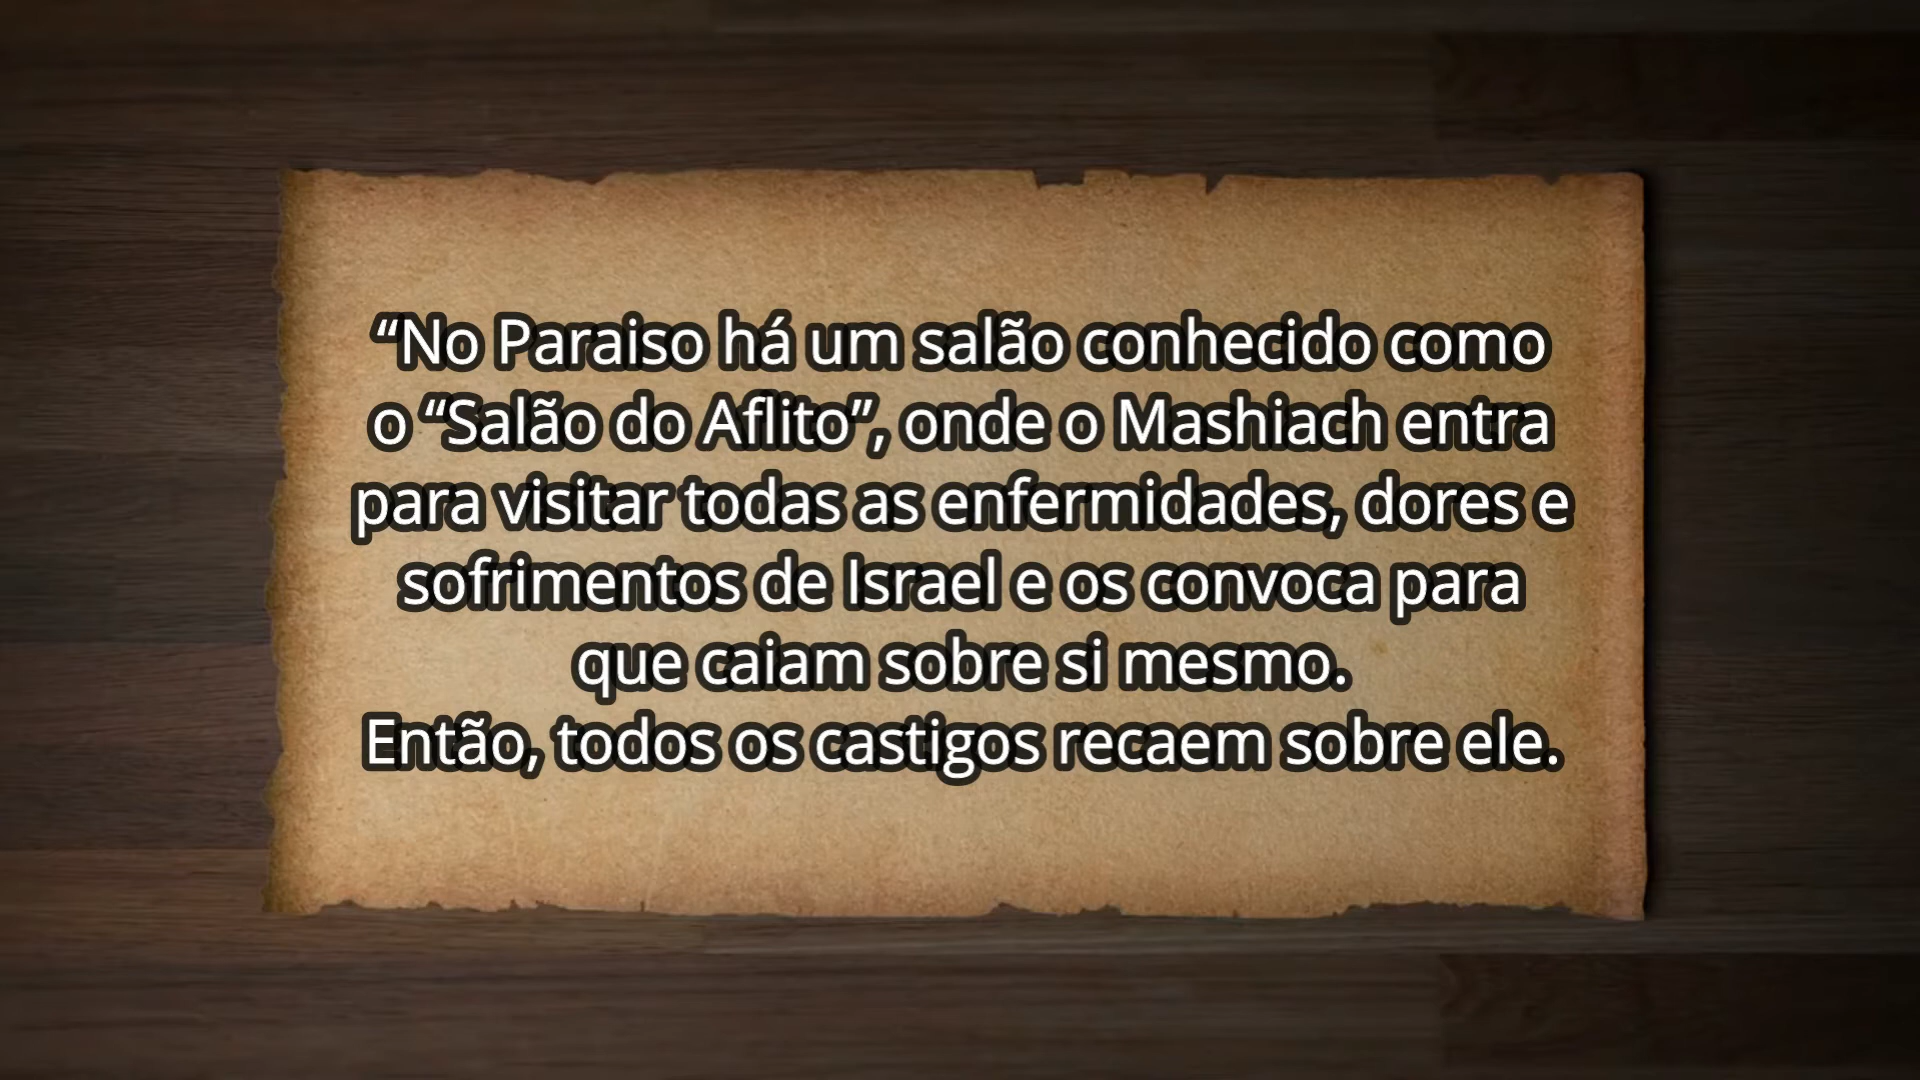 “No Paraiso há um salão conhecido como
o “Salão do Aflito”, onde o Mashiach entra
para visitar todas as enfermidades, dores e
sofrimentos de Israel e os convoca para
que caiam sobre si mesmo.
Então, todos os castigos recaem sobre ele.